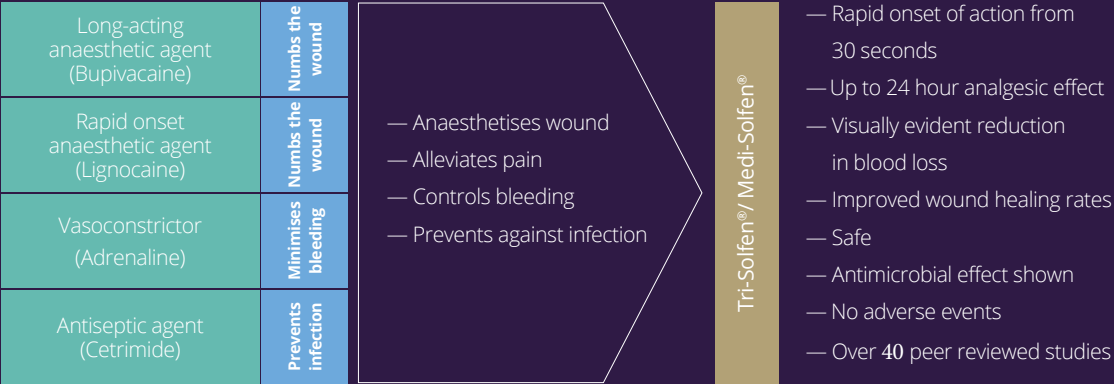 Long-acting
anaesthetic agent
(Bupivacaine)
Numbs the
wound
Rapid onset
anaesthetic agent
(Lignocaine)
Numbs the
wound
Vasoconstrictor
(Adrenaline)
Minimises
bleeding
Antiseptic agent
(Cetrimide)
Prevents
infection
— Anaesthetises wound
— Alleviates pain
— Controls bleeding
— Prevents against infection
Tri-Solfen®/ Medi-Solfen®
— Rapid onset of action from
30 seconds
— Up to 24 hour analgesic effect
— Visually evident reduction
in blood loss
— Improved wound healing rates
— Safe
— Antimicrobial effect shown
— No adverse events
— Over 40 peer reviewed studies